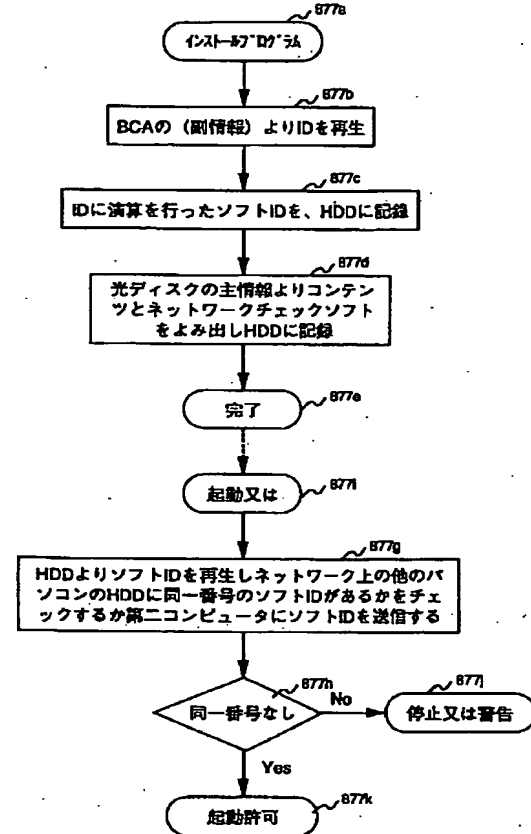 877a
インストールプログラム
877b
BCAの（副情報）よりIDを再生
877c
IDに演算を行ったソフトIDを、HDDに記録
877d
光ディスクの主情報よりコンテン
ツとネットワークチェックソフト
をよみ出しHDDに記録
877e
完了
877f
起動又は
877g
HDDよりソフトIDを再生しネットワーク上の他のパ
ソコンのHDDに同一番号のソフトIDがあるかをチェ
ックするか第二コンピュータにソフトIDを送信する
877h
同一番号なし
No
877j
停止又は警告
Yes
877k
起動許可